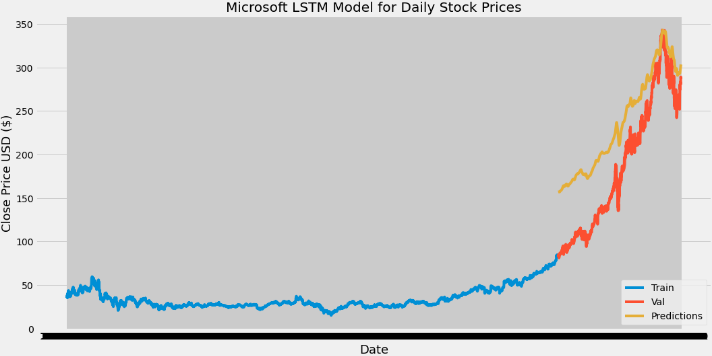 Microsoft LSTM Model for Daily Stock Prices
350
300
250
200
150
100
50
0
Close Price USD ($)
Train
Val
Predictions
Date